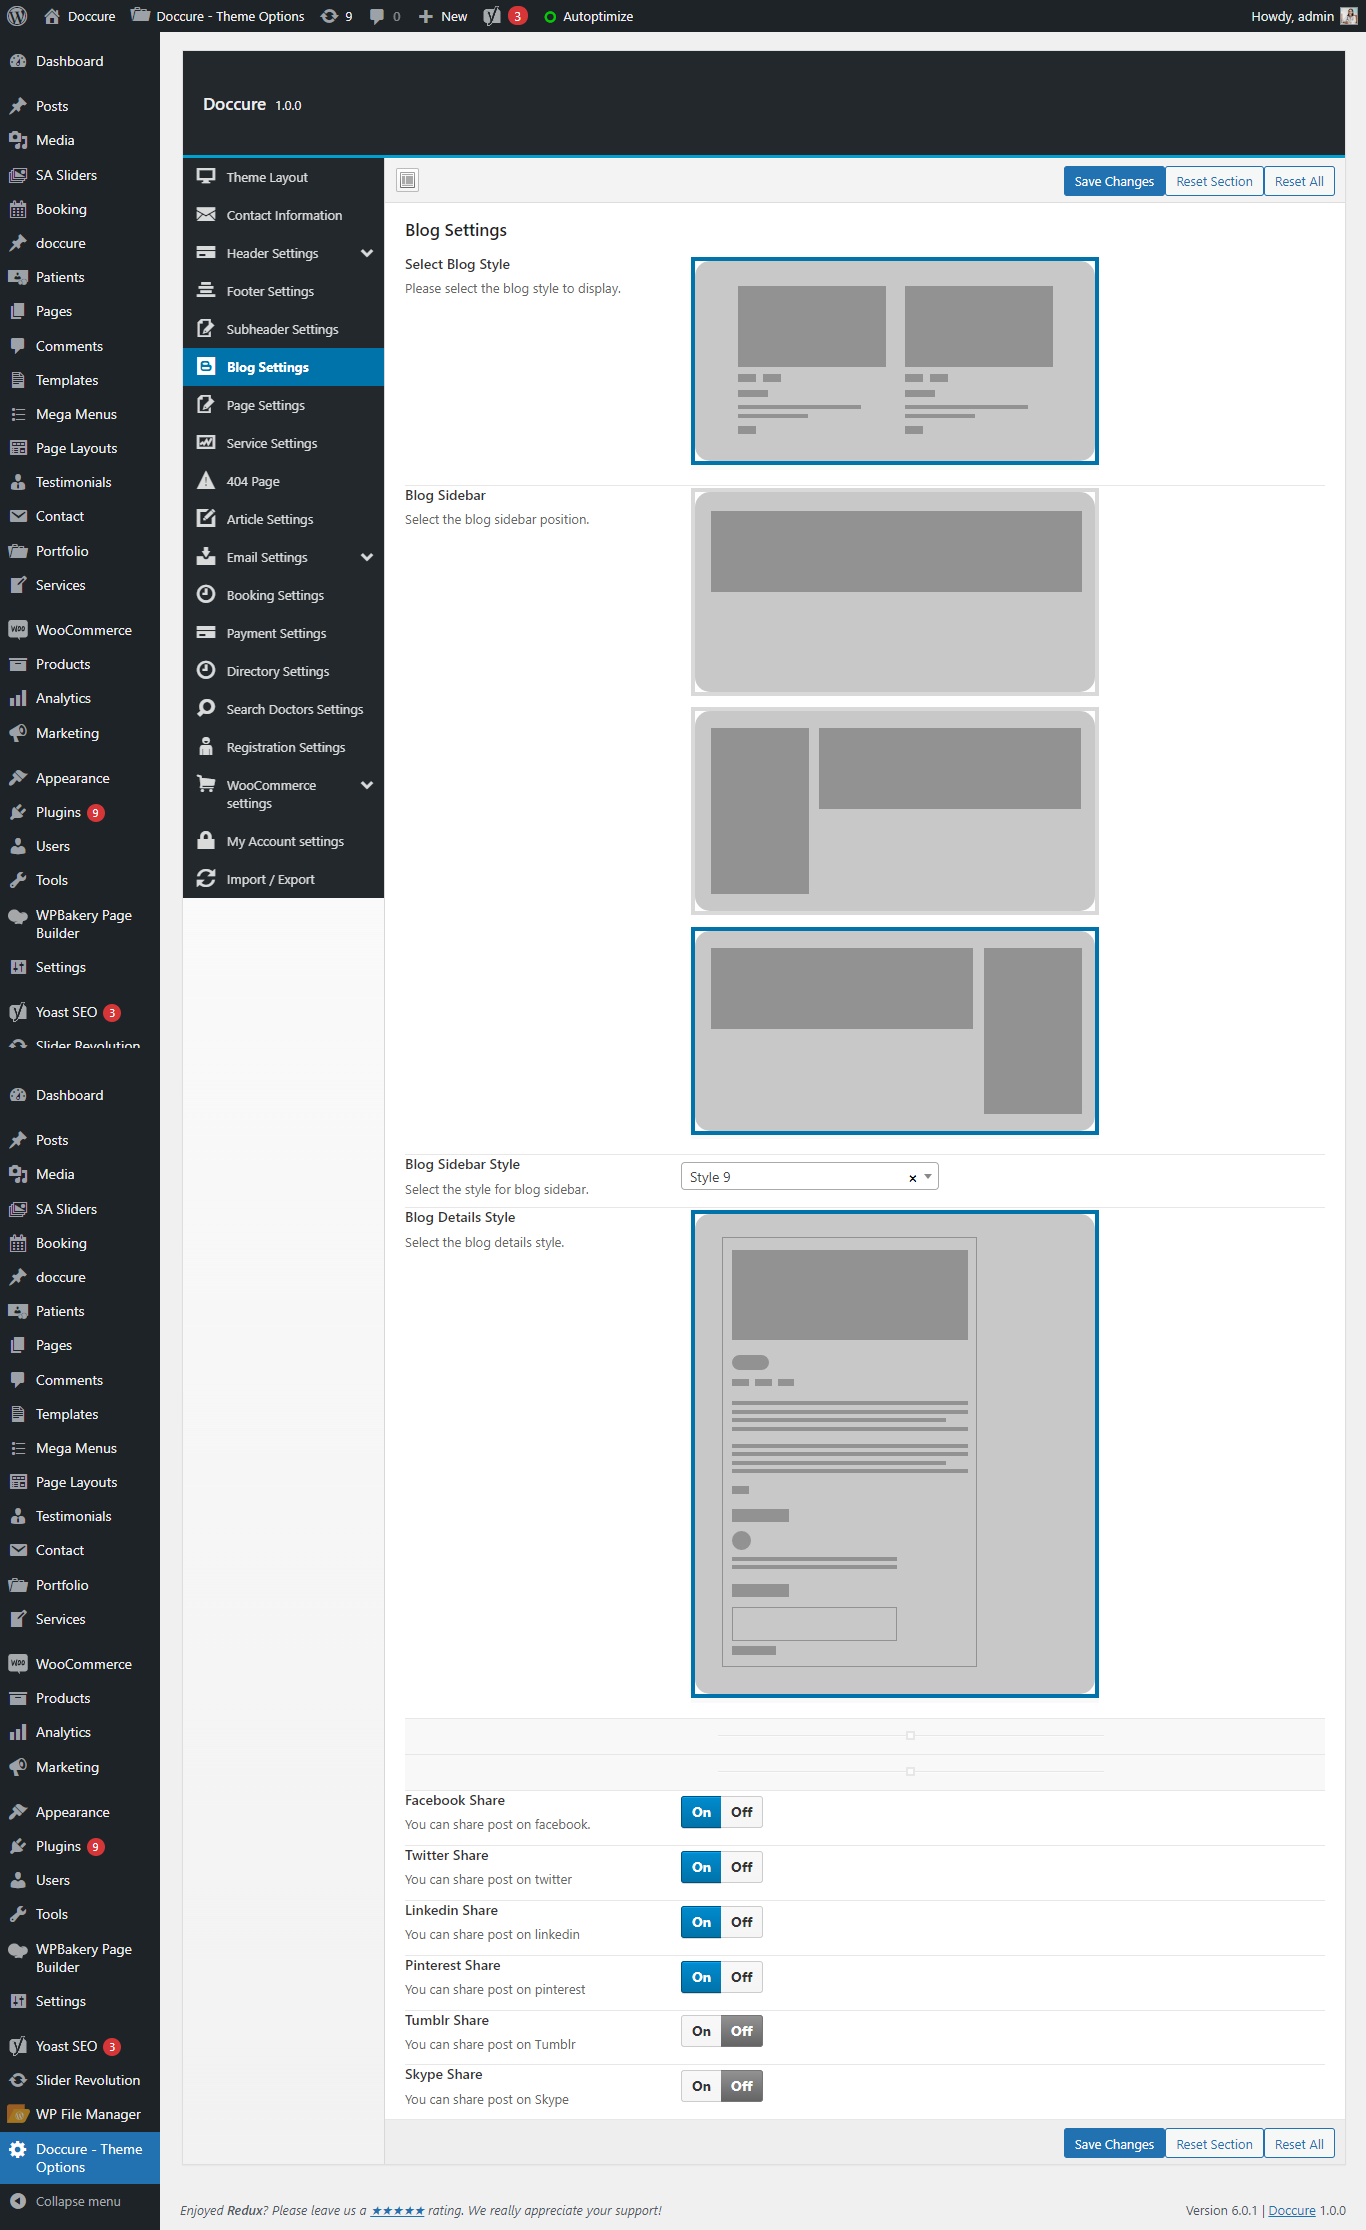 Doccure
Doccure - Theme Options
9
0
New
3
Autoptimize
Howdy, admin
Dashboard
Posts
Media
SA Sliders
Booking
doccure
Patients
Pages
Comments
Templates
Mega Menus
Page Layouts
Testimonials
Contact
Portfolio
Services
WooCommerce
Products
Analytics
Marketing
Appearance
Plugins 9
Users
Tools
WPBakery Page
Builder
Settings
Yoast SEO 3
Slider Revolution
Dashboard
Posts
Media
SA Sliders
Booking
doccure
Patients
Pages
Comments
Templates
Mega Menus
Page Layouts
Testimonials
Contact
Portfolio
Services
WooCommerce
Products
Analytics
Marketing
Appearance
Plugins 9
Users
Tools
WPBakery Page
Builder
Settings
Yoast SEO 3
Slider Revolution
WP File Manager
Doccure - Theme
Options
Collapse menu
Doccure 1.0.0
Theme Layout
Contact Information
Header Settings
Footer Settings
Subheader Settings
Blog Settings
Page Settings
Service Settings
404 Page
Article Settings
Email Settings
Booking Settings
Payment Settings
Directory Settings
Search Doctors Settings
Registration Settings
WooCommerce
settings
My Account settings
Import / Export
Save Changes
Reset Section
Reset All
Blog Settings
Select Blog Style
Please select the blog style to display.
Blog Sidebar
Select the blog sidebar position.
Blog Sidebar Style
Select the style for blog sidebar.
Style 9
×
Blog Details Style
Select the blog details style.
Facebook Share
You can share post on facebook.
On Off
Twitter Share
You can share post on twitter
On Off
Linkedin Share
You can share post on linkedin
On Off
Pinterest Share
You can share post on pinterest
On Off
Tumblr Share
You can share post on Tumblr
On Off
Skype Share
You can share post on Skype
On Off
Save Changes
Reset Section
Reset All
Enjoyed Redux? Please leave us a ★★★★★ rating. We really appreciate your support!
Version 6.0.1 | Doccure 1.0.0